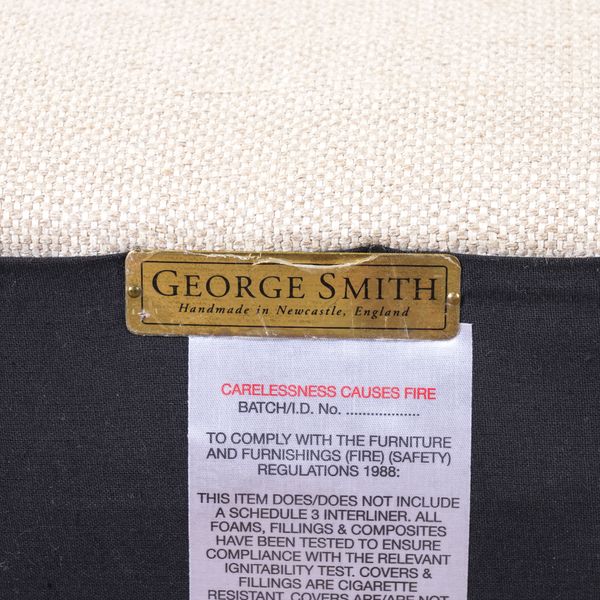 GEORGE SMITH
Handmade in Newcastle, England
CARELESSNESS CAUSES FIRE
BATCH/I.D. No. ..................
TO COMPLY WITH THE FURNITURE
AND FURNISHINGS (FIRE) (SAFETY)
REGULATIONS 1988:
THIS ITEM DOES/DOES NOT INCLUDE
A SCHEDULE 3 INTERLINER. ALL
FOAMS, FILLINGS & COMPOSITES
HAVE BEEN TESTED TO ENSURE
COMPLIANCE WITH THE RELEVANT
IGNITABILITY TEST. COVERS &
FILLINGS ARE CIGARETTE
RESISTANT. COVERS ARE/ARE NOT